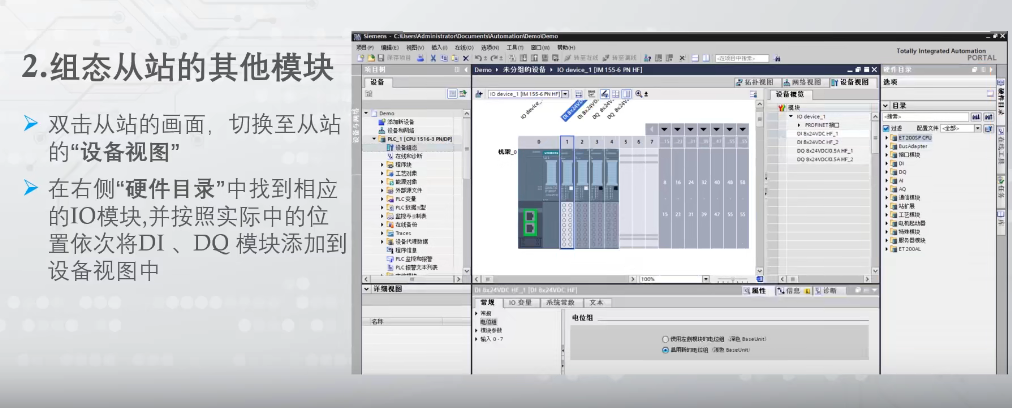 2.组态从站的其他模块
双击从站的画面，切换至从站
的“设备视图”
在右侧“硬件目录”中找到相应
的IO模块,并按照实际中的位
置依次将DI 、DQ 模块添加到
设备视图中
Siemens - C:\Users\Administrator\Documents\Automation\Demo\Demo
Totally Integrated Automation
PORTAL
项目树
设备
Demo
添加新设备
设备和网络
PLC_1 [CPU 1516-3 PN/DP]
设备组态
在线和诊断
程序块
工艺对象
外部源文件
PLC 变量
PLC 数据类型
监控与强制表
在线备份
Traces
设备代理数据
程序信息
PLC 监控和报警
PLC 报警文本列表
详细视图
名称
Demo ▸ 未分组的设备 ▸ IO device_1 [IM 155-6 PN HF]
拓扑视图 网络视图 设备视图
IO device_1 [IM 155-6 PN HF]
机架_0
0 1 2 3 4 5 6 7
100%
设备概览
模块
IO device_1
PROFINET接口
DI 8x24VDC HF_1
DI 8x24VDC HF_2
DQ 8x24VDC/0.5A HF_1
DQ 8x24VDC/0.5A HF_2
DI 8x24VDC HF_1 [DI 8x24VDC HF]
属性 信息 诊断
常规 IO 变量 系统常数 文本
常规
电位组
模块参数
输入 0 - 7
电位组
使用左侧模块的电位组 (深色 BaseUnit)
启用新的电位组 (浅色 BaseUnit)
硬件目录
选项
目录
<搜索>
过滤 配置文件 <全部>
ET 200SP CPU
BusAdapter
接口模块
DI
DQ
AI
AQ
通信模块
站扩展
工艺模块
电机起动器
特殊模块
服务器模块
ET 200AL